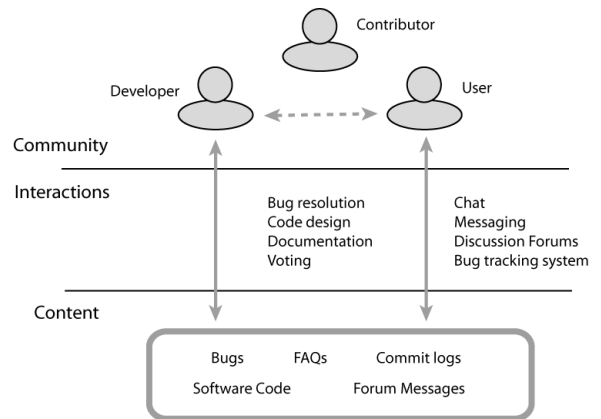 Contributor
Developer
User
Community
Interactions
Bug resolution
Code design
Documentation
Voting
Chat
Messaging
Discussion Forums
Bug tracking system
Content
Bugs FAQs Commit logs
Software Code Forum Messages